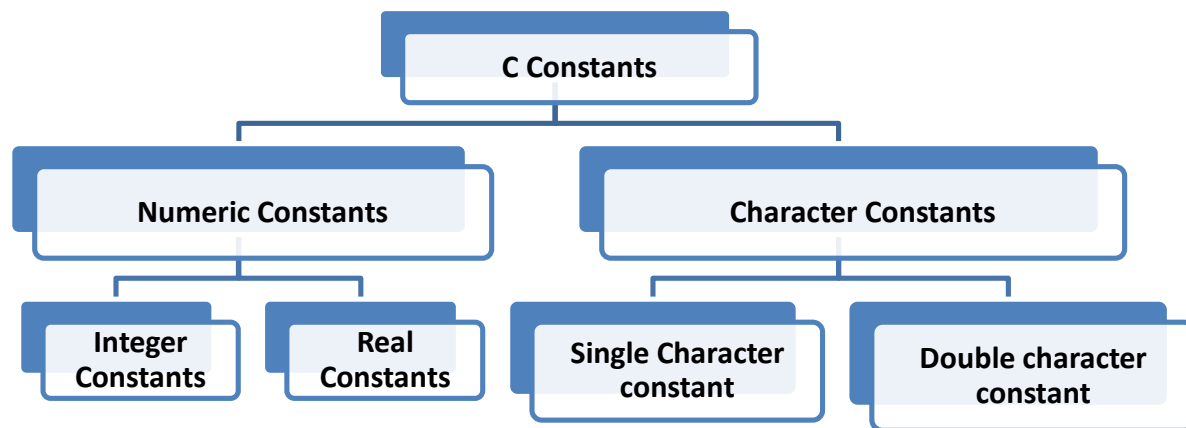 C Constants
Numeric Constants
Character Constants
Integer
Constants
Real
Constants
Single Character
constant
Double character
constant